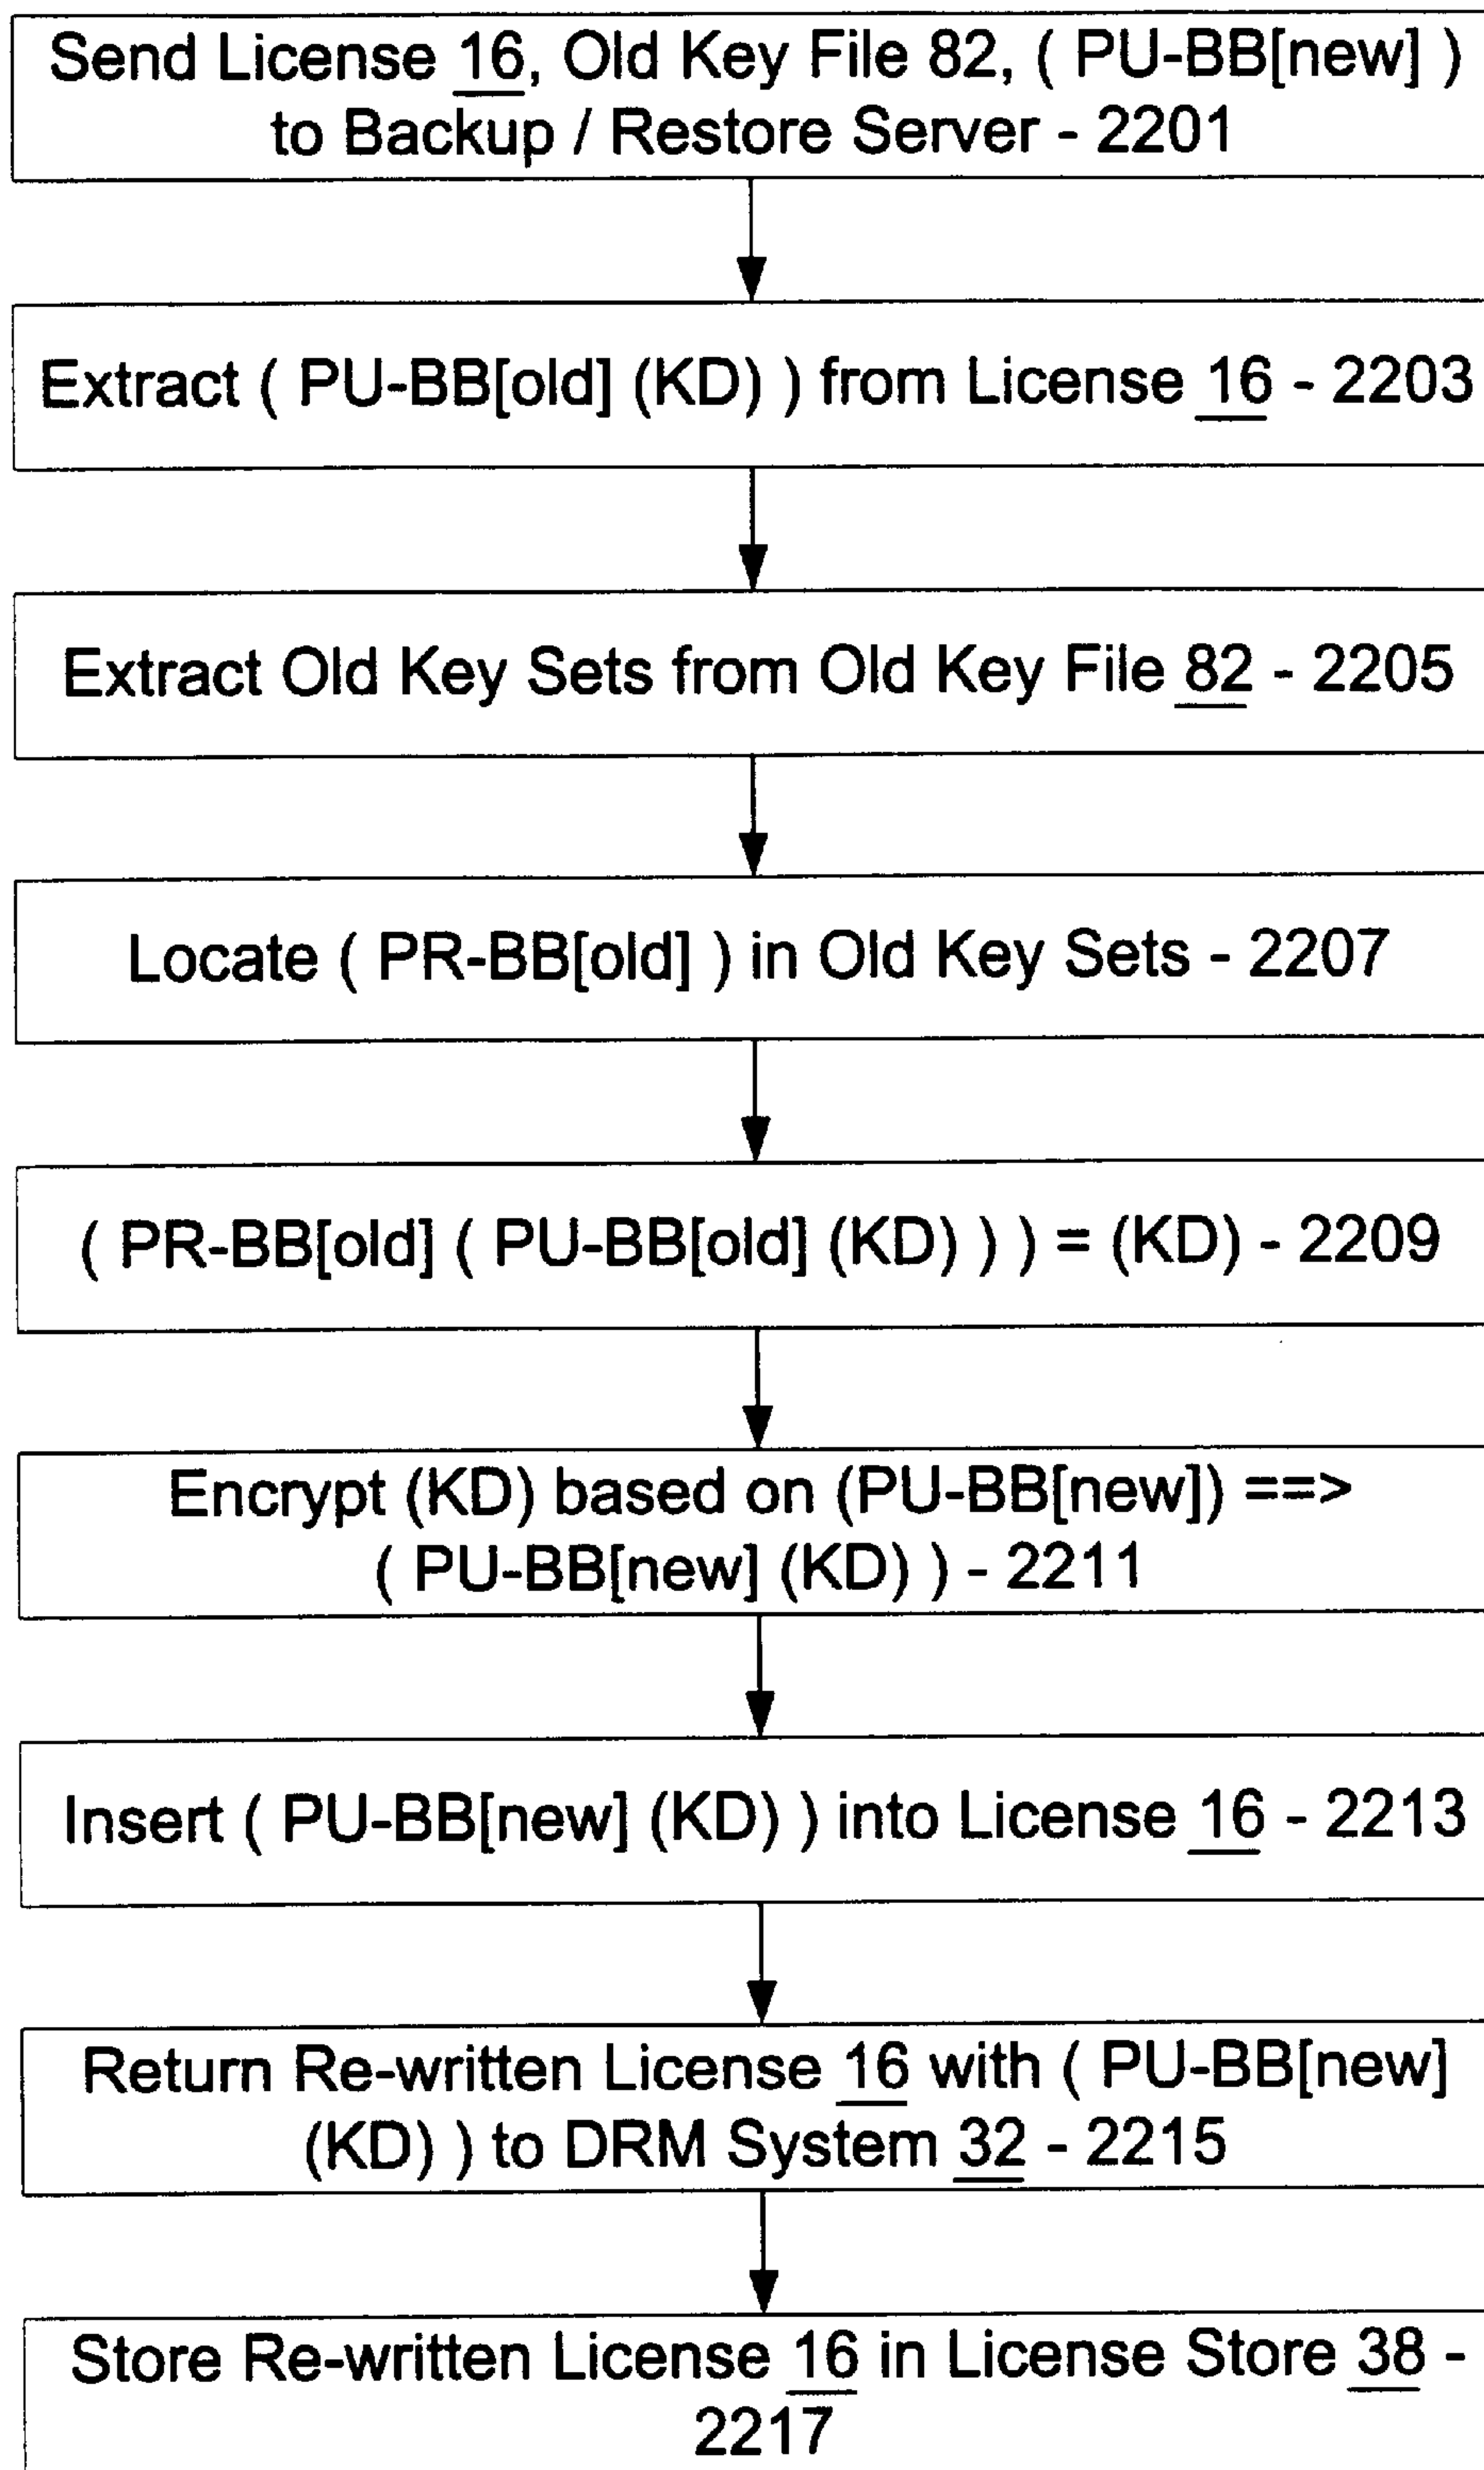 Send License 16, Old Key File 82, ( PU-BB[new] )
to Backup / Restore Server - 2201
Extract ( PU-BB[old] (KD) ) from License 16 - 2203
Extract Old Key Sets from Old Key File 82 - 2205
Locate ( PR-BB[old] ) in Old Key Sets - 2207
( PR-BB[old] ( PU-BB[old] (KD) ) ) = (KD) - 2209
Encrypt (KD) based on (PU-BB[new]) ==>
( PU-BB[new] (KD) ) - 2211
Insert ( PU-BB[new] (KD) ) into License 16 - 2213
Return Re-written License 16 with ( PU-BB[new]
(KD) ) to DRM System 32 - 2215
Store Re-written License 16 in License Store 38 -
2217